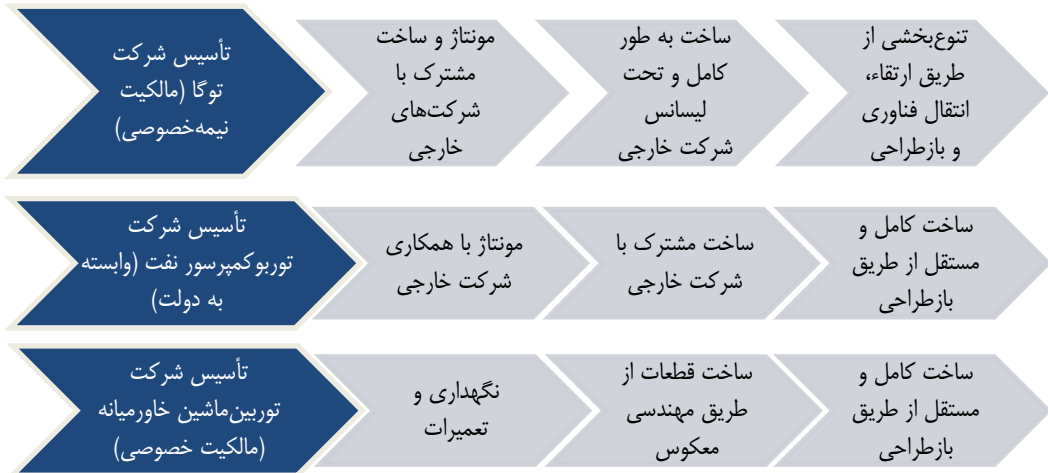 تأسیس شرکت
توگا (مالکیت
نیمه‌خصوصی)
مونتاژ و ساخت
مشترک با
شرکت‌های
خارجی
ساخت به طور
کامل و تحت
لیسانس
شرکت خارجی
تنوع‌بخشی از
طریق ارتقاء،
انتقال فناوری
و بازطراحی
تأسیس شرکت
توربوکمپرسور نفت (وابسته
به دولت)
مونتاژ با همکاری
شرکت خارجی
ساخت مشترک با
شرکت خارجی
ساخت کامل و
مستقل از طریق
بازطراحی
تأسیس شرکت
توربین‌ماشین خاورمیانه
(مالکیت خصوصی)
نگهداری و
تعمیرات
ساخت قطعات از
طریق مهندسی
معکوس
ساخت کامل و
مستقل از طریق
بازطراحی